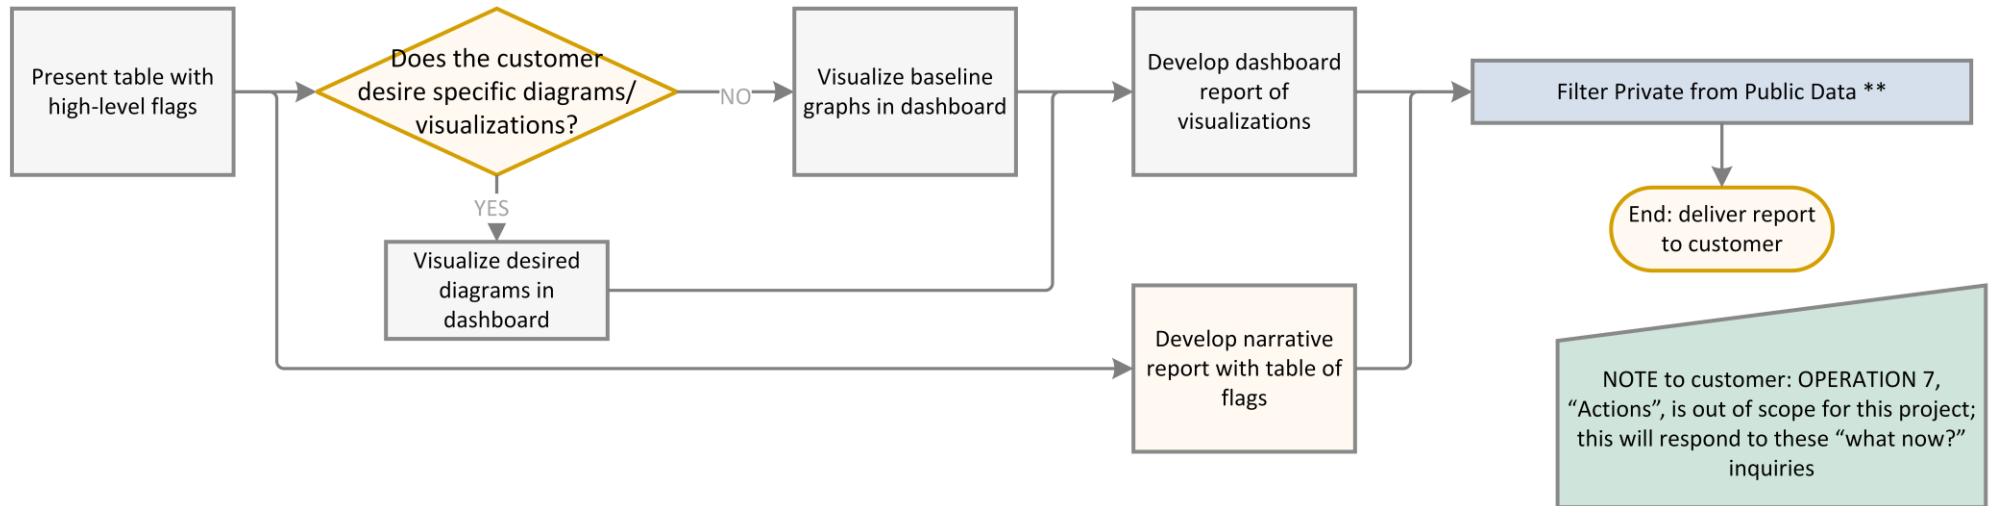 Present table with
high-level flags
Does the customer
desire specific diagrams/
visualizations?
NO
YES
Visualize desired
diagrams in
dashboard
Visualize baseline
graphs in dashboard
Develop dashboard
report of
visualizations
Develop narrative
report with table of
flags
Filter Private from Public Data **
End: deliver report
to customer
NOTE to customer: OPERATION 7,
“Actions”, is out of scope for this project;
this will respond to these “what now?”
inquiries